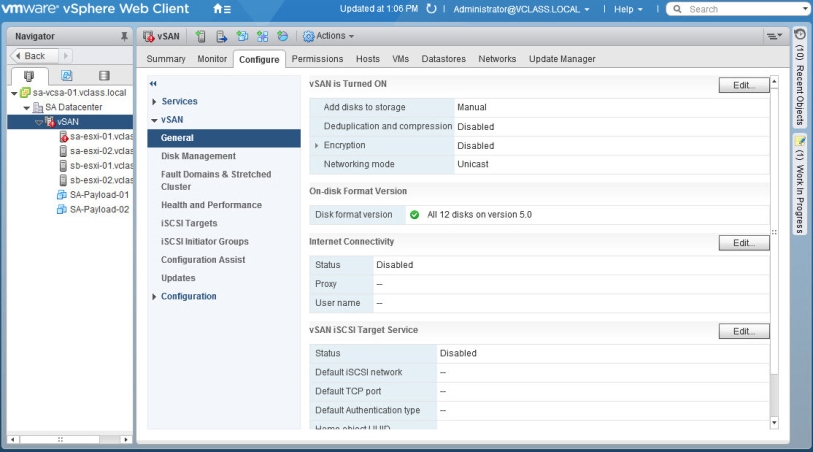 vmware® vSphere Web Client
Updated at 1:06 PM | Administrator@VCLASS.LOCAL | Help | Search
Navigator
Back
sa-vcsa-01.vclass.local
SA Datacenter
vSAN
sa-esxi-01.vclas
sa-esxi-02.vclas
sb-esxi-01.vclas
sb-esxi-02.vclas
SA-Payload-01
SA-Payload-02
vSAN
Actions
Summary Monitor Configure Permissions Hosts VMs Datastores Networks Update Manager
Services
vSAN
General
Disk Management
Fault Domains & Stretched
Cluster
Health and Performance
iSCSI Targets
iSCSI Initiator Groups
Configuration Assist
Updates
Configuration
vSAN is Turned ON
Edit...
Add disks to storage Manual
Deduplication and compression Disabled
Encryption Disabled
Networking mode Unicast
On-disk Format Version
Disk format version All 12 disks on version 5.0
Internet Connectivity
Edit...
Status Disabled
Proxy --
User name --
vSAN iSCSI Target Service
Edit...
Status Disabled
Default iSCSI network --
Default TCP port --
Default Authentication type --
Home object UUID
(10) Recent Objects
(1) Work In Progress